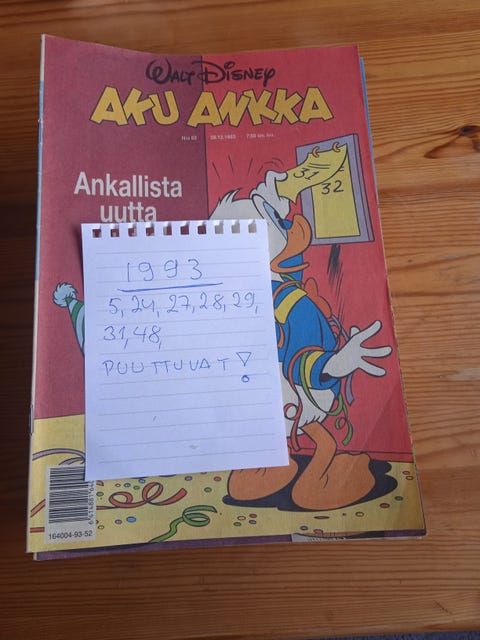 WALT DISNEY
AKU ANKKA
Ankallista
uutta
31
32
1993
5, 24, 27, 28, 29,
31, 48,
PUUTTUVAT!
164004-93-52